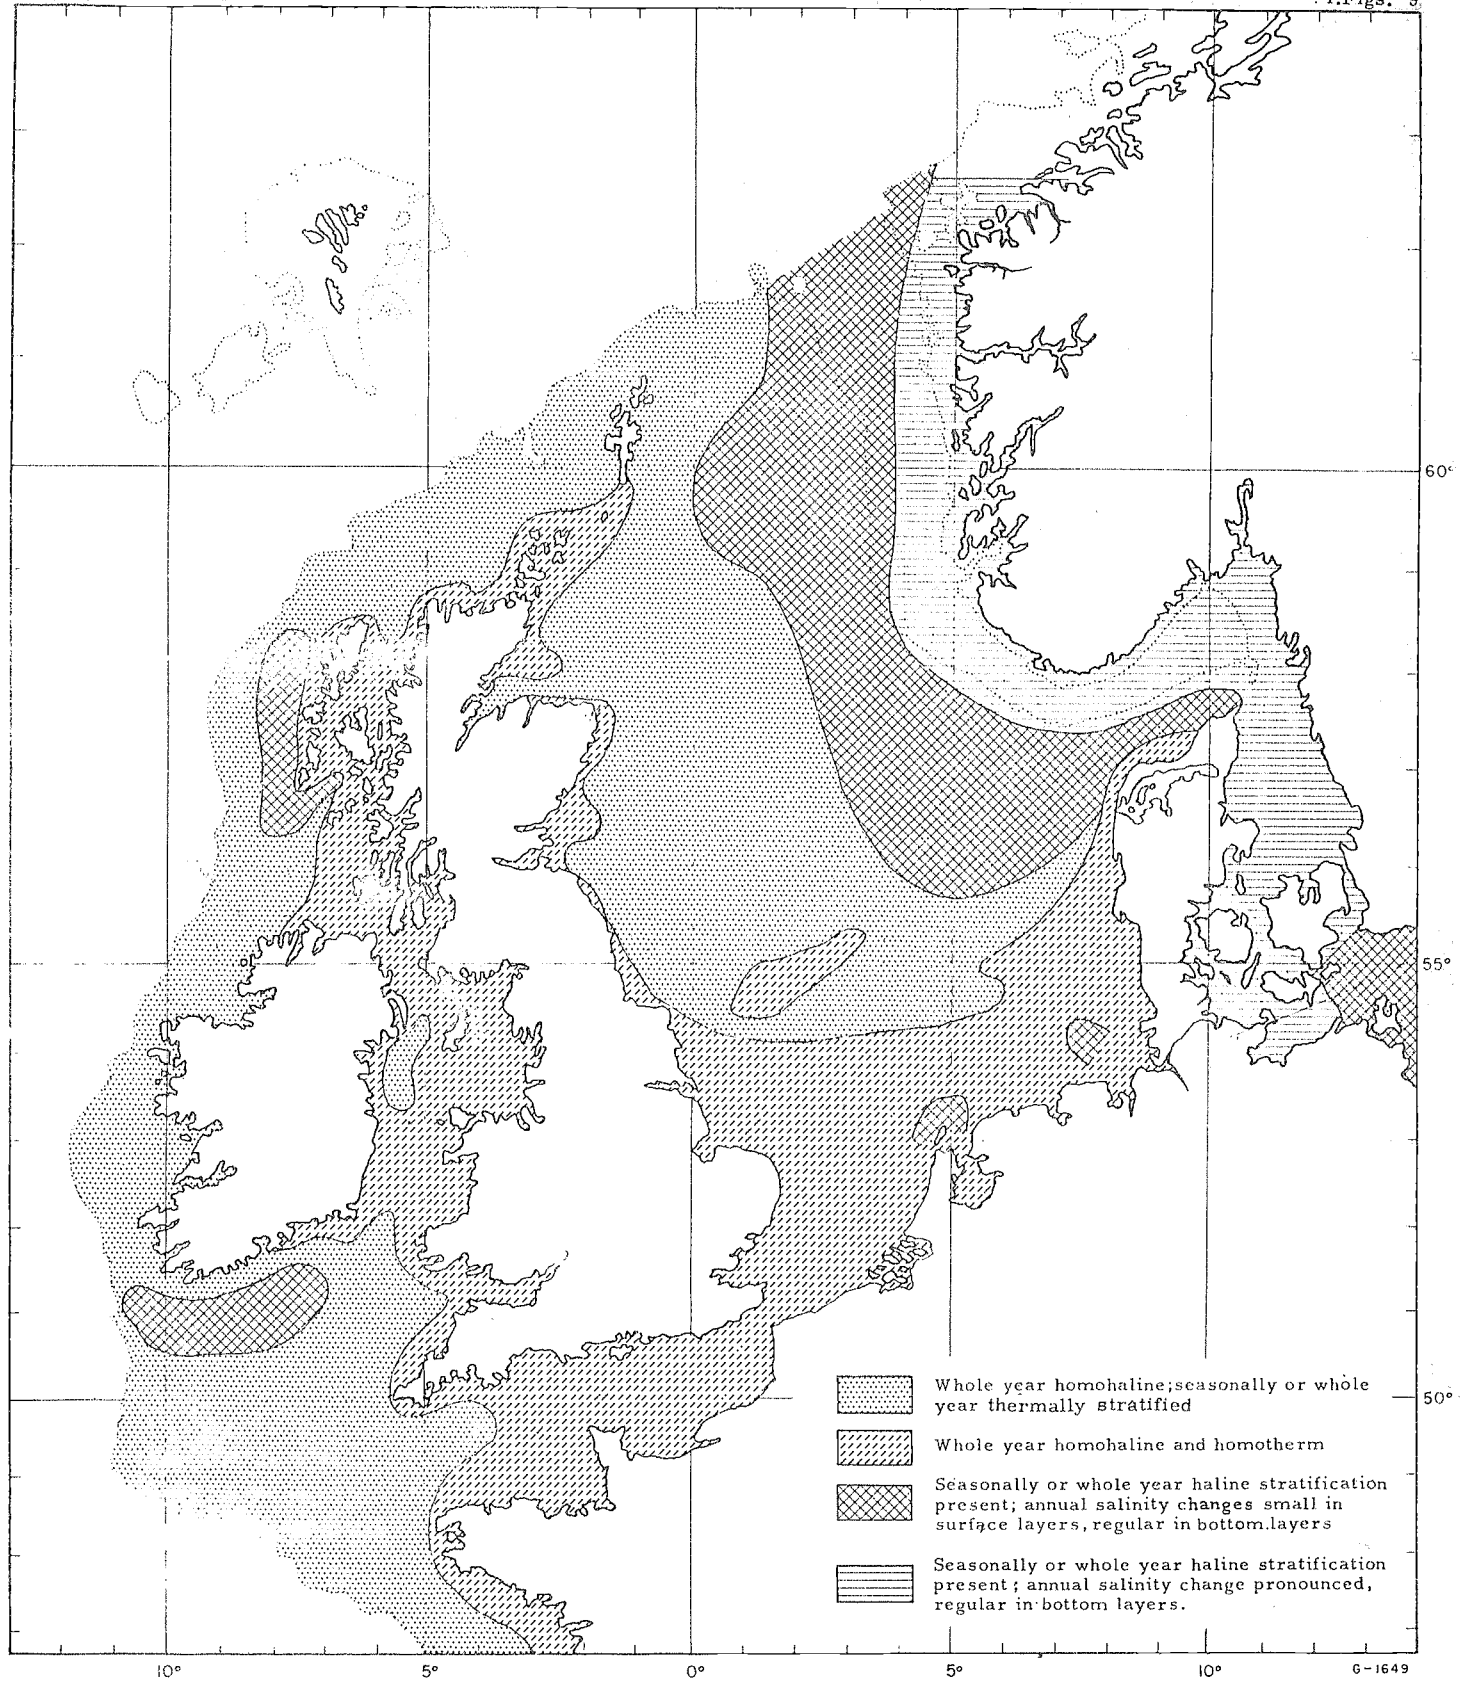 60°
55°
50°
Whole year homohaline; seasonally or whole
year thermally stratified
Whole year homohaline and homotherm
Seasonally or whole year haline stratification
present; annual salinity changes small in
surface layers, regular in bottom layers
Seasonally or whole year haline stratification
present; annual salinity change pronounced,
regular in bottom layers.
10° 5° 0° 5° 10°
G-1649